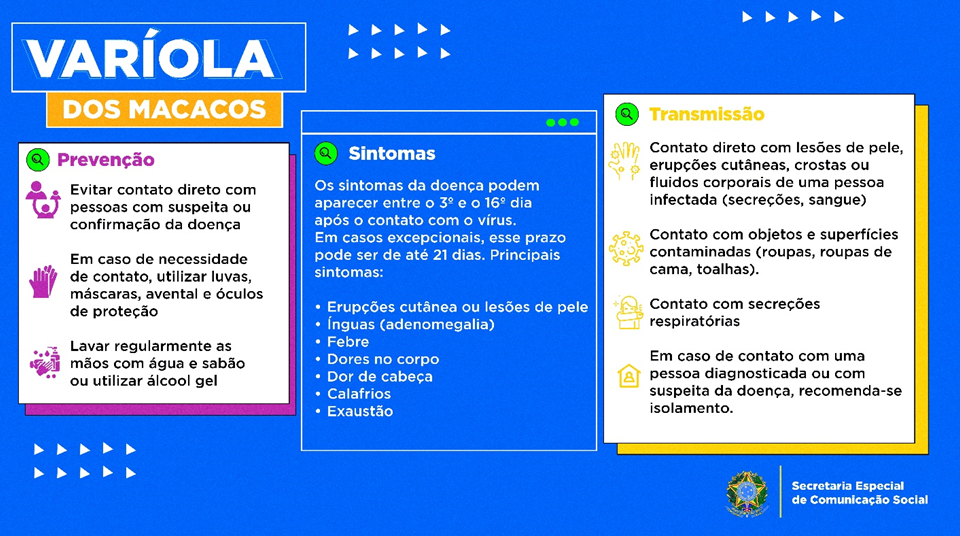 VARÍOLA
DOS MACACOS
Prevenção
Evitar contato direto com
pessoas com suspeita ou
confirmação da doença
Em caso de necessidade
de contato, utilizar luvas,
máscaras, avental e óculos
de proteção
Lavar regularmente as
mãos com água e sabão
ou utilizar álcool gel
Sintomas
Os sintomas da doença podem
aparecer entre o 3º e o 16º dia
após o contato com o vírus.
Em casos excepcionais, esse prazo
pode ser de até 21 dias. Principais
sintomas:
• Erupções cutânea ou lesões de pele
• Ínguas (adenomegalia)
• Febre
• Dores no corpo
• Dor de cabeça
• Calafrios
• Exaustão
Transmissão
Contato direto com lesões de pele,
erupções cutâneas, crostas ou
fluidos corporais de uma pessoa
infectada (secreções, sangue)
Contato com objetos e superfícies
contaminadas (roupas, roupas de
cama, toalhas).
Contato com secreções
respiratórias
Em caso de contato com uma
pessoa diagnosticada ou com
suspeita da doença, recomenda-se
isolamento.
Secretaria Especial
de Comunicação Social